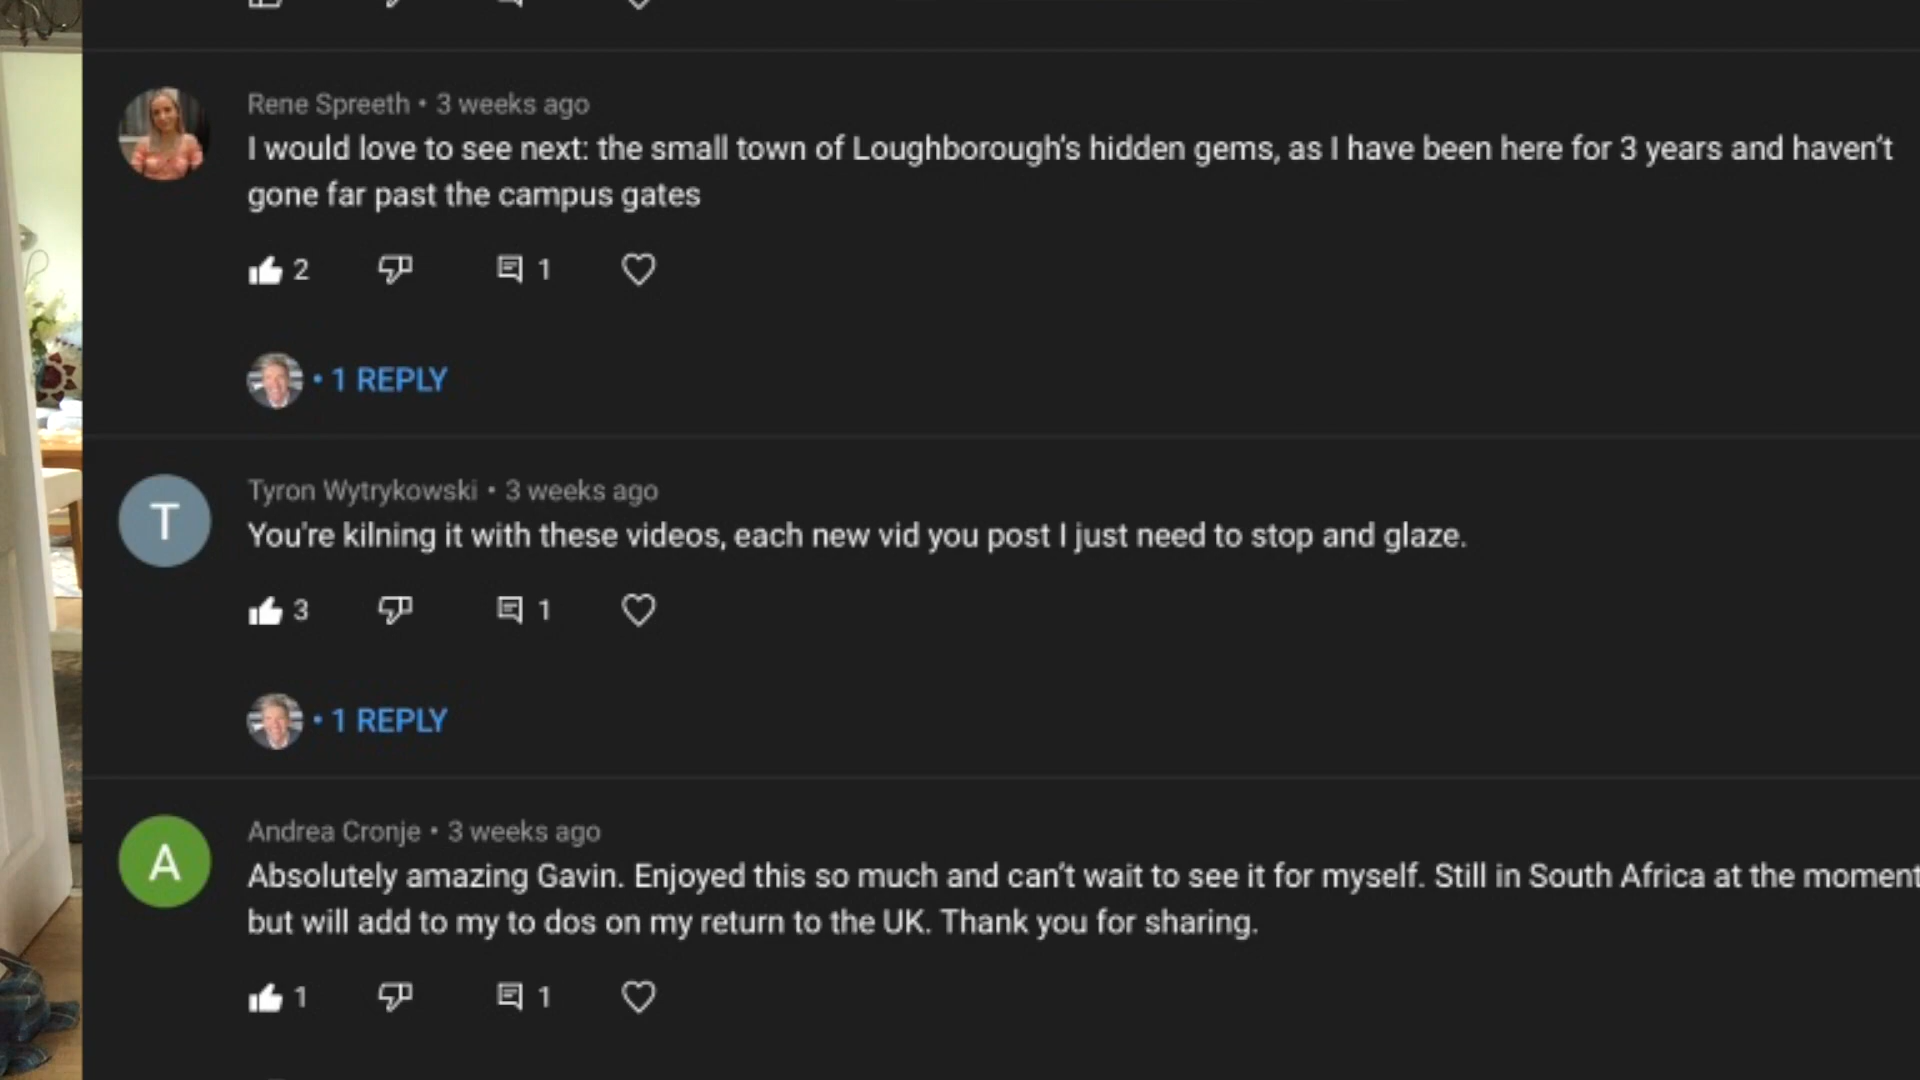 Rene Spreeth • 3 weeks ago
I would love to see next: the small town of Loughborough's hidden gems, as I have been here for 3 years and haven't
gone far past the campus gates
2 1
• 1 REPLY
T
Tyron Wytrykowski • 3 weeks ago
You're kilning it with these videos, each new vid you post I just need to stop and glaze.
3 1
• 1 REPLY
A
Andrea Cronje • 3 weeks ago
Absolutely amazing Gavin. Enjoyed this so much and can't wait to see it for myself. Still in South Africa at the moment
but will add to my to dos on my return to the UK. Thank you for sharing.
1 1